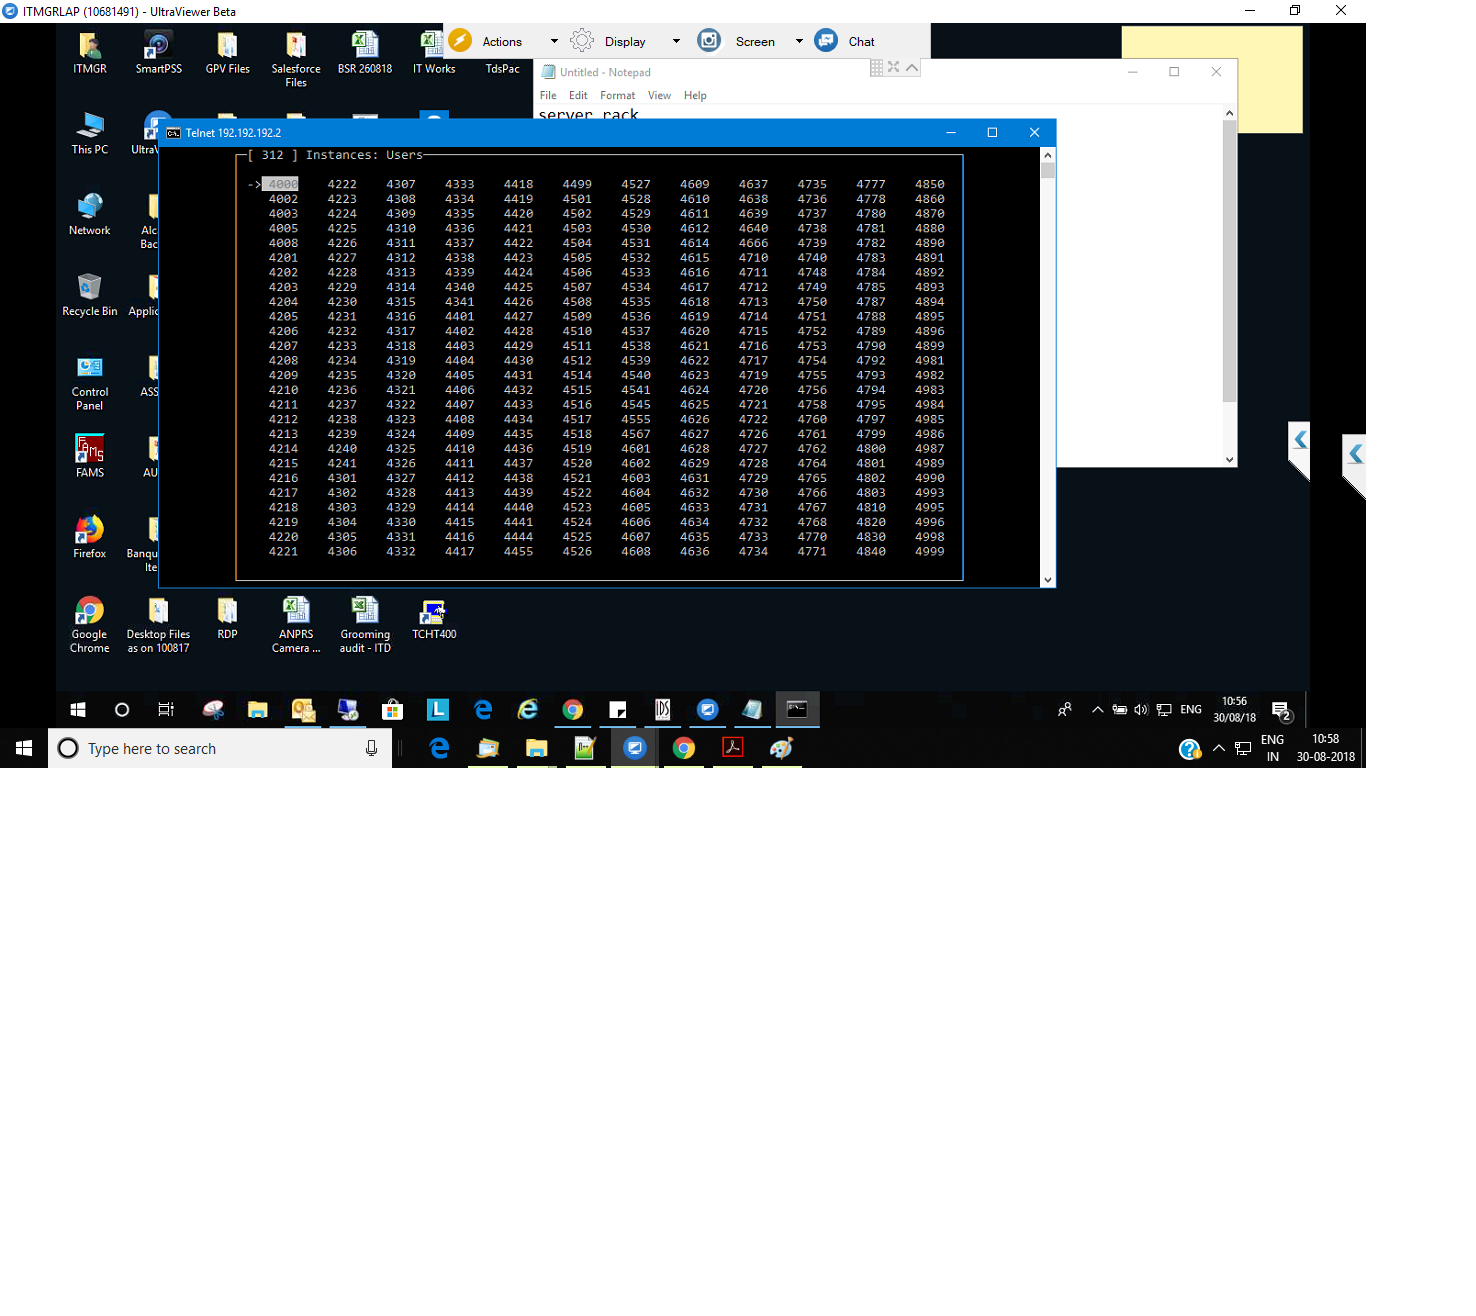 ITMGRLAP (10681491) - UltraViewer Beta
Actions Display Screen Chat
ITMGR SmartPSS GPV Files Salesforce Files BSR 260818 IT Works TdsPac
Untitled - Notepad
File Edit Format View Help
server rack
This PC
Telnet 192.192.192.2
[ 312 ] Instances: Users
-> 4000 4222 4307 4333 4418 4499 4527 4609 4637 4735 4777 4850
4002 4223 4308 4334 4419 4501 4528 4610 4638 4736 4778 4860
4003 4224 4309 4335 4420 4502 4529 4611 4639 4737 4780 4870
4005 4225 4310 4336 4421 4503 4530 4612 4640 4738 4781 4880
4008 4226 4311 4337 4422 4504 4531 4614 4666 4739 4782 4890
4201 4227 4312 4338 4423 4505 4532 4615 4710 4740 4783 4891
4202 4228 4313 4339 4424 4506 4533 4616 4711 4748 4784 4892
4203 4229 4314 4340 4425 4507 4534 4617 4712 4749 4785 4893
4204 4230 4315 4341 4426 4508 4535 4618 4713 4750 4787 4894
4205 4231 4316 4401 4427 4509 4536 4619 4714 4751 4788 4895
4206 4232 4317 4402 4428 4510 4537 4620 4715 4752 4789 4896
4207 4233 4318 4403 4429 4511 4538 4621 4716 4753 4790 4899
4208 4234 4319 4404 4430 4512 4539 4622 4717 4754 4792 4981
4209 4235 4320 4405 4431 4514 4540 4623 4719 4755 4793 4982
4210 4236 4321 4406 4432 4515 4541 4624 4720 4756 4794 4983
4211 4237 4322 4407 4433 4516 4545 4625 4721 4758 4795 4984
4212 4238 4323 4408 4434 4517 4555 4626 4722 4760 4797 4985
4213 4239 4324 4409 4435 4518 4567 4627 4726 4761 4799 4986
4214 4240 4325 4410 4436 4519 4601 4628 4727 4762 4800 4987
4215 4241 4326 4411 4437 4520 4602 4629 4728 4764 4801 4989
4216 4301 4327 4412 4438 4521 4603 4631 4729 4765 4802 4990
4217 4302 4328 4413 4439 4522 4604 4632 4730 4766 4803 4993
4218 4303 4329 4414 4440 4523 4605 4633 4731 4767 4810 4995
4219 4304 4330 4415 4441 4524 4606 4634 4732 4768 4820 4996
4220 4305 4331 4416 4444 4525 4607 4635 4733 4770 4830 4998
4221 4306 4332 4417 4455 4526 4608 4636 4734 4771 4840 4999
Network
Recycle Bin
Control Panel
FAMS
Firefox
Google Chrome
Desktop Files as on 100817
RDP
ANPRS Camera ...
Grooming audit - ITD
TCHT400
ENG 10:56
30/08/18 2
Type here to search
ENG IN
10:58
30-08-2018